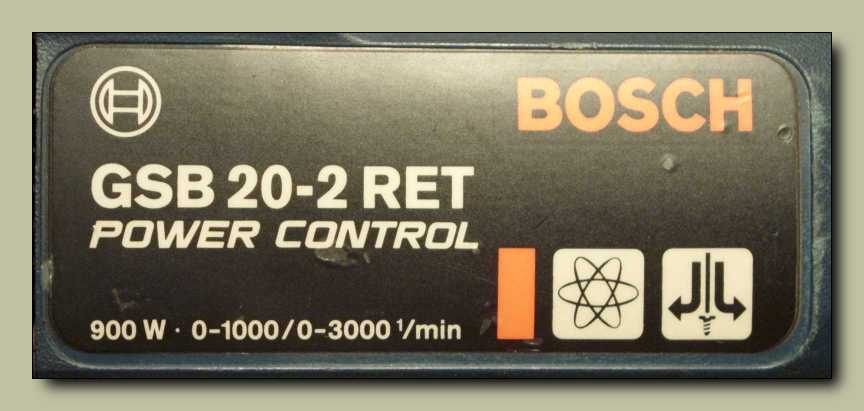 BOSCH
GSB 20-2 RET
POWER CONTROL
900 W · 0-1000/0-3000 ¹/min